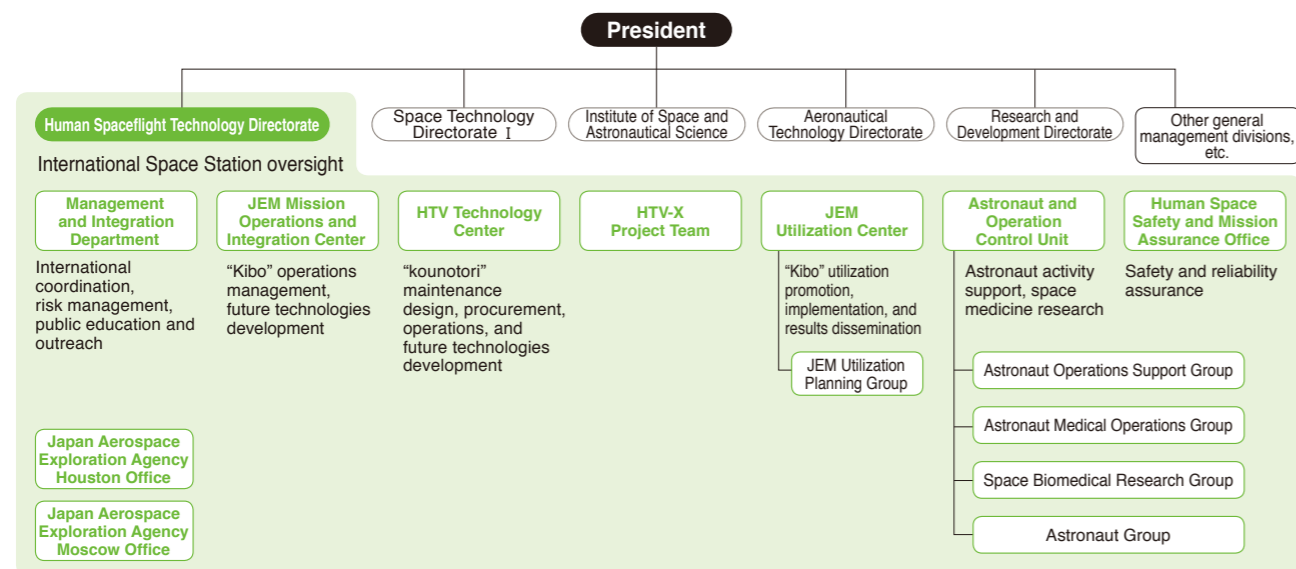 President
Human Spaceflight Technology Directorate
Space Technology
Directorate I
Institute of Space and
Astronautical Science
Aeronautical
Technology Directorate
Research and
Development Directorate
Other general
management divisions,
etc.
International Space Station oversight
Management
and Integration
Department
International
coordination,
risk management,
public education and
outreach
JEM Mission
Operations and
Integration Center
“Kibo” operations
management,
future technologies
development
HTV Technology
Center
“kounotori”
maintenance
design, procurement,
operations, and
future technologies
development
HTV-X
Project Team
JEM
Utilization Center
“Kibo” utilization
promotion,
implementation, and
results dissemination
JEM Utilization
Planning Group
Astronaut and
Operation
Control Unit
Astronaut activity
support, space
medicine research
Astronaut Operations Support Group
Astronaut Medical Operations Group
Space Biomedical Research Group
Astronaut Group
Human Space
Safety and Mission
Assurance Office
Safety and reliability
assurance
Japan Aerospace
Exploration Agency
Houston Office
Japan Aerospace
Exploration Agency
Moscow Office